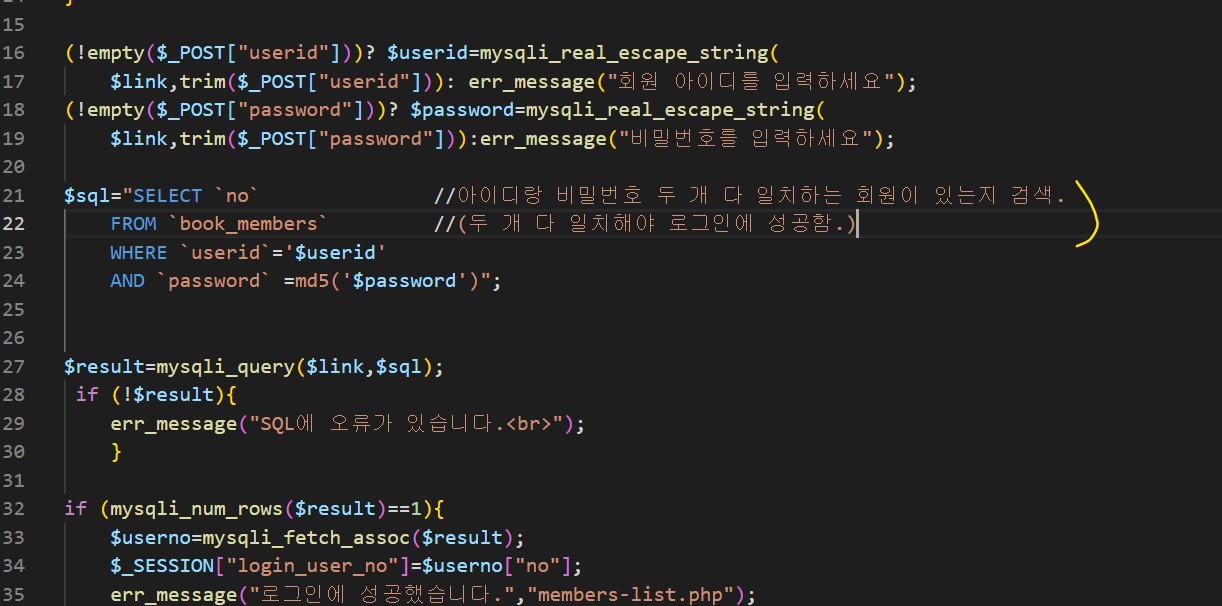 15
16 (!empty($_POST["userid"]))? $userid=mysqli_real_escape_string(
17 $link,trim($_POST["userid"])): err_message("회원 아이디를 입력하세요");
18 (!empty($_POST["password"]))? $password=mysqli_real_escape_string(
19 $link,trim($_POST["password"])):err_message("비밀번호를 입력하세요");
20
21 $sql="SELECT `no` //아이디랑 비밀번호 두 개 다 일치하는 회원이 있는지 검색.
22 FROM `book_members` //(두 개 다 일치해야 로그인에 성공함.)
23 WHERE `userid`='$userid'
24 AND `password` =md5('$password')";
25
26
27 $result=mysqli_query($link,$sql);
28 if (!$result){
29 err_message("SQL에 오류가 있습니다.<br>");
30 }
31
32 if (mysqli_num_rows($result)==1){
33 $userno=mysqli_fetch_assoc($result);
34 $_SESSION["login_user_no"]=$userno["no"];
35 err_message("로그인에 성공했습니다.","members-list.php");